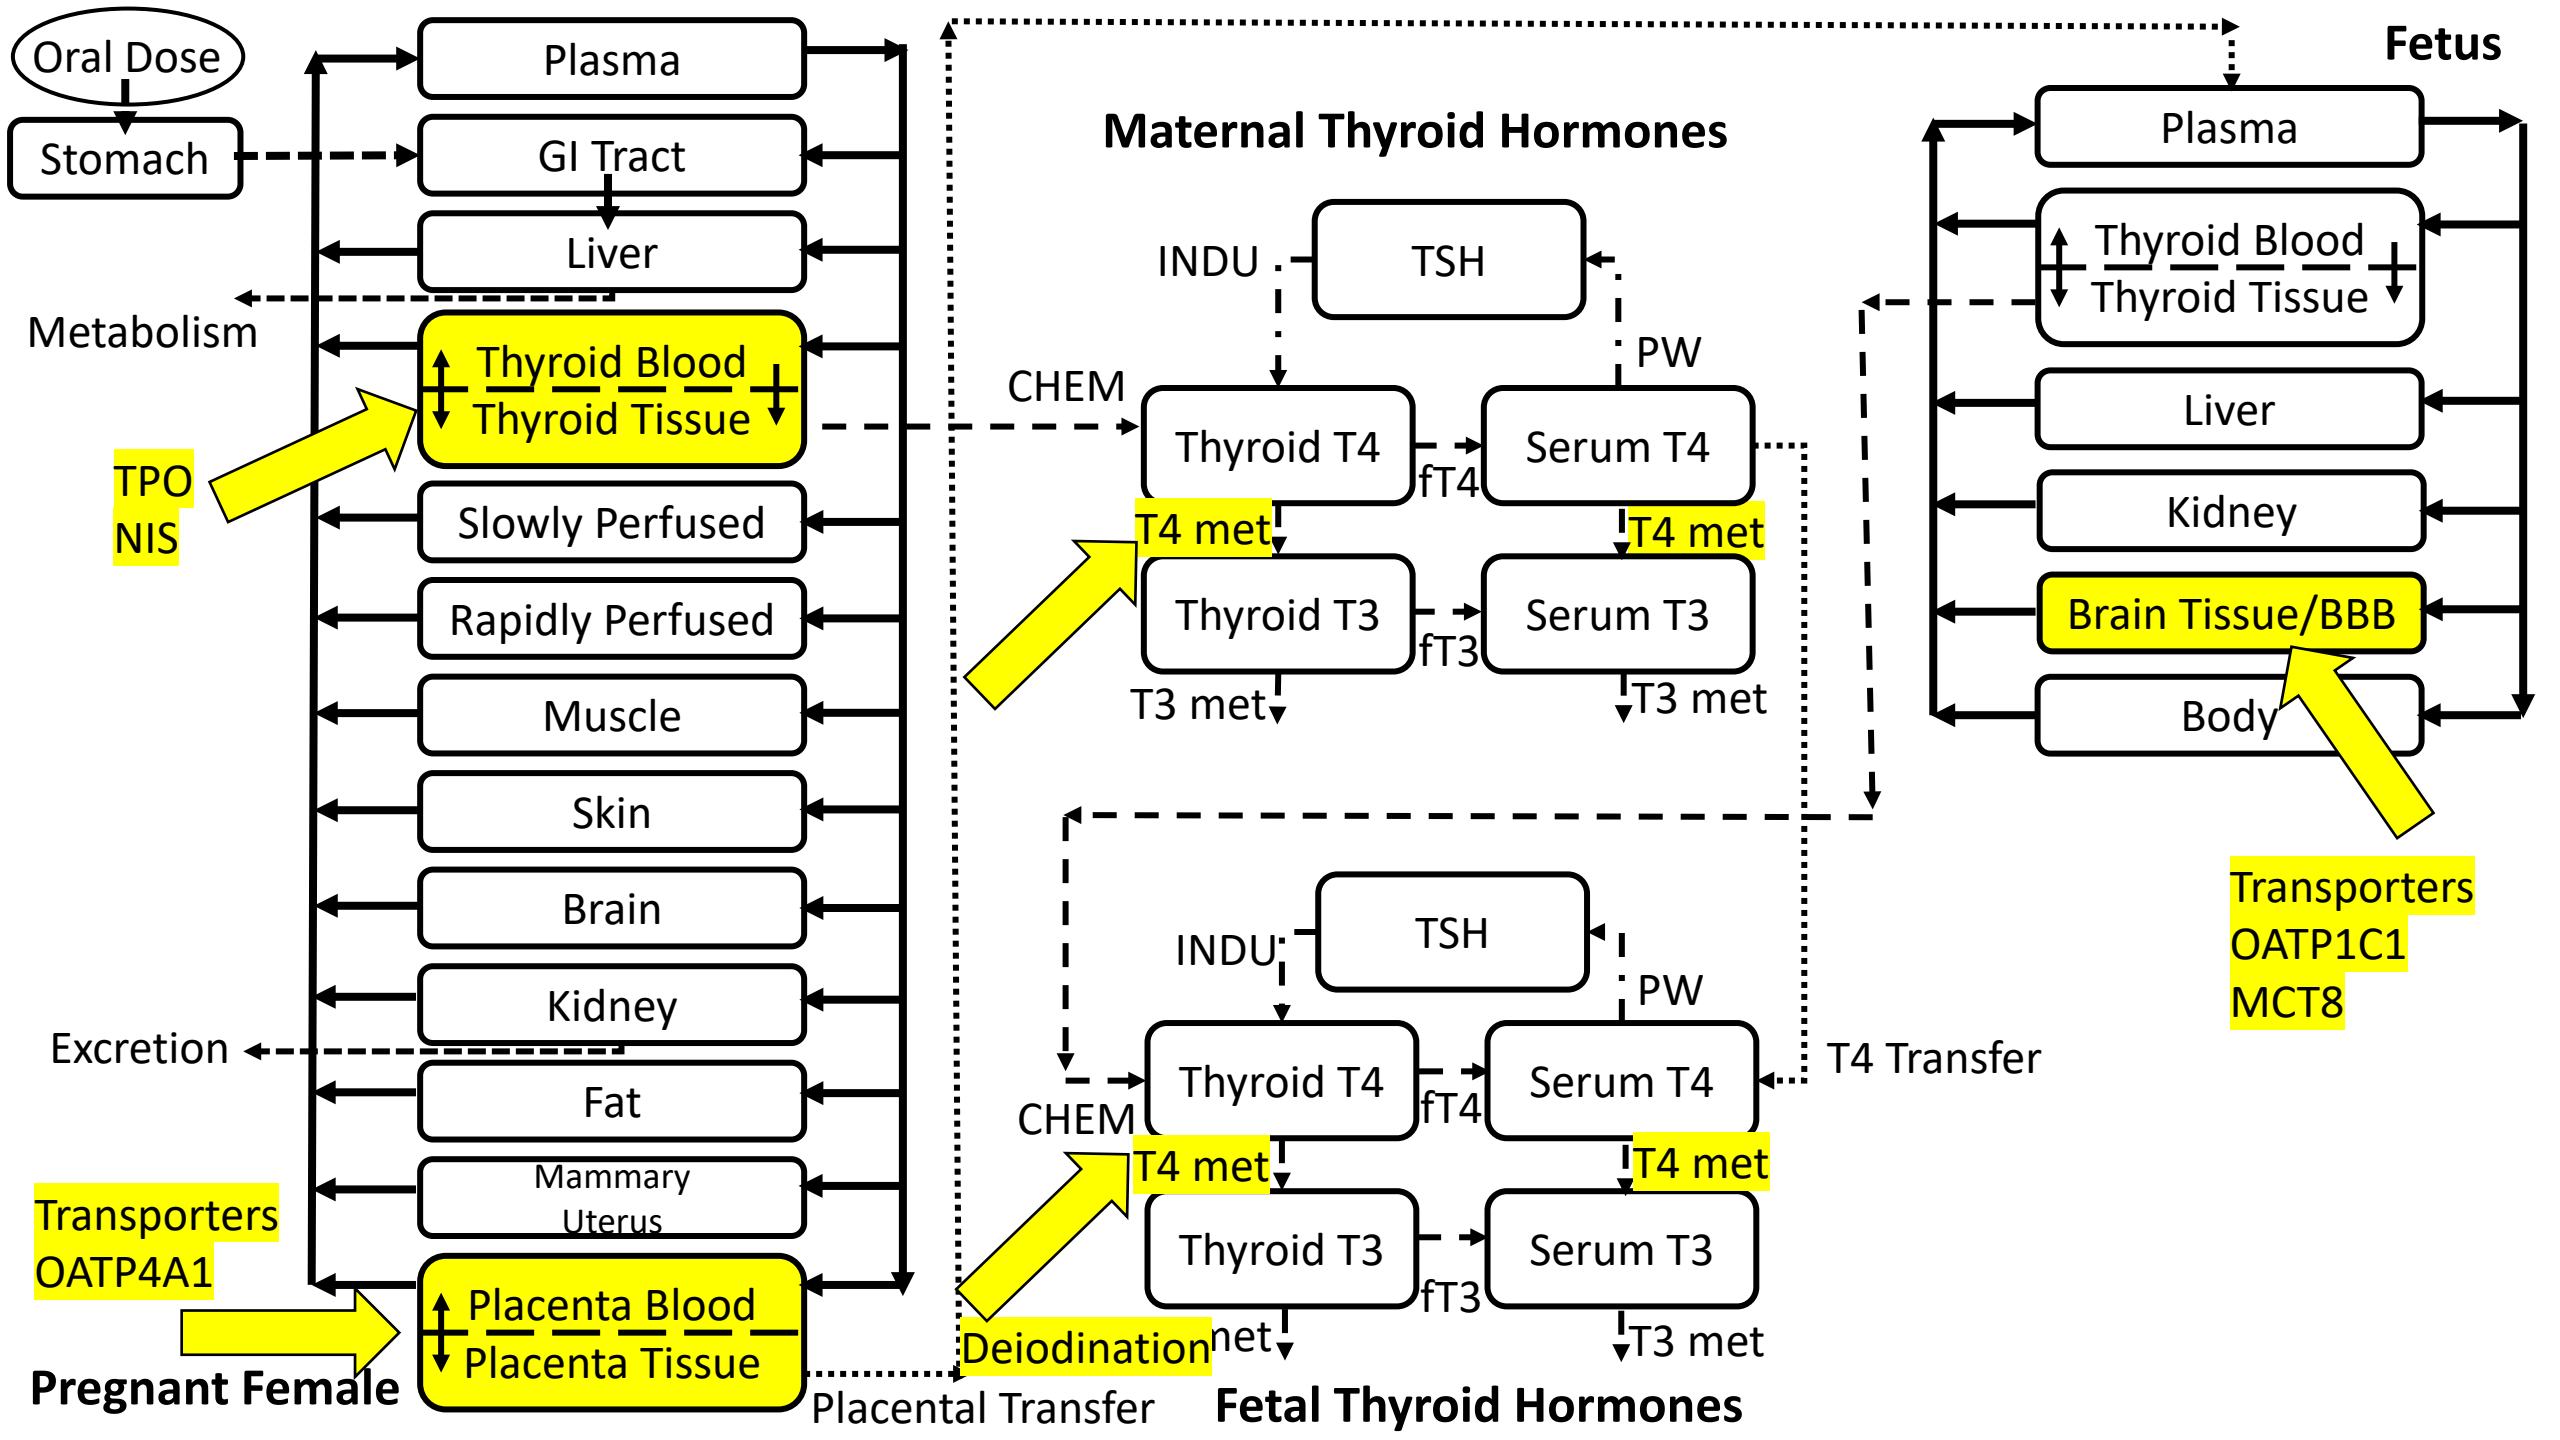 Oral Dose
Stomach
Metabolism
TPO
NIS
Excretion
Transporters
OATP4A1
Pregnant Female
Plasma
GI Tract
Liver
Thyroid Blood
Thyroid Tissue
Slowly Perfused
Rapidly Perfused
Muscle
Skin
Brain
Kidney
Fat
Mammary
Uterus
Placenta Blood
Placenta Tissue
Placental Transfer
Maternal Thyroid Hormones
TSH
INDU
PW
CHEM
Thyroid T4
fT4
Serum T4
T4 met
T4 met
Thyroid T3
fT3
Serum T3
T3 met
T3 met
TSH
INDU
PW
CHEM
Thyroid T4
fT4
Serum T4
T4 Transfer
T4 met
T4 met
Thyroid T3
fT3
Serum T3
Deiodination
met
T3 met
Fetal Thyroid Hormones
Fetus
Plasma
Thyroid Blood
Thyroid Tissue
Liver
Kidney
Brain Tissue/BBB
Body
Transporters
OATP1C1
MCT8